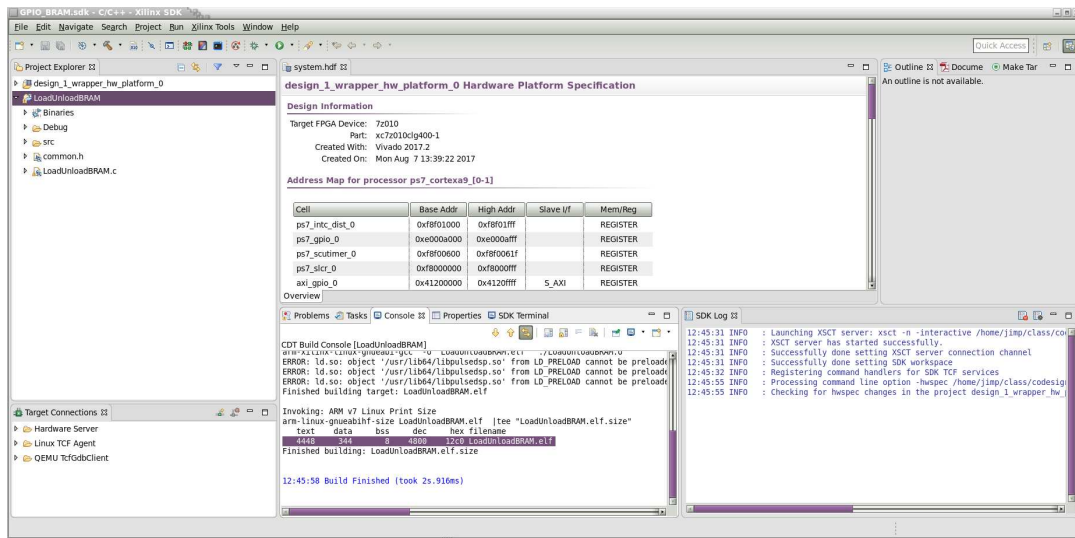 GPIO_BRAM.sdk - C/C++ - Xilinx SDK
File Edit Navigate Search Project Run Xilinx Tools Window Help
Quick Access
Project Explorer
design_1_wrapper_hw_platform_0
LoadUnloadBRAM
Binaries
Debug
src
common.h
LoadUnloadBRAM.c
system.hdf
design_1_wrapper_hw_platform_0 Hardware Platform Specification
Design Information
Target FPGA Device: 7z010
Part: xc7z010clg400-1
Created With: Vivado 2017.2
Created On: Mon Aug 7 13:39:22 2017
Address Map for processor ps7_cortexa9_[0-1]
Cell Base Addr High Addr Slave I/f Mem/Reg
ps7_intc_dist_0 0xf8f01000 0xf8f01fff REGISTER
ps7_gpio_0 0xe000a000 0xe000afff REGISTER
ps7_scutimer_0 0xf8f00600 0xf8f0061f REGISTER
ps7_slcr_0 0xf8000000 0xf8000fff REGISTER
axi_gpio_0 0x41200000 0x4120ffff S_AXI REGISTER
Overview
Outline Docume Make Tar
An outline is not available.
Target Connections
Hardware Server
Linux TCF Agent
QEMU TcfGdbClient
Problems Tasks Console Properties SDK Terminal
CDT Build Console [LoadUnloadBRAM]
arm-xilinx-linux-gnueabi-gcc -o "LoadUnloadBRAM.elf" ./LoadUnloadBRAM.o
ERROR: ld.so: object '/usr/lib64/libpulsedsp.so' from LD_PRELOAD cannot be preloade
ERROR: ld.so: object '/usr/lib64/libpulsedsp.so' from LD_PRELOAD cannot be preloade
ERROR: ld.so: object '/usr/lib64/libpulsedsp.so' from LD_PRELOAD cannot be preloade
Finished building target: LoadUnloadBRAM.elf
Invoking: ARM v7 Linux Print Size
arm-linux-gnueabihf-size LoadUnloadBRAM.elf |tee "LoadUnloadBRAM.elf.size"
text data bss dec hex filename
4448 344 8 4800 12c0 LoadUnloadBRAM.elf
Finished building: LoadUnloadBRAM.elf.size
12:45:58 Build Finished (took 2s.916ms)
SDK Log
12:45:31 INFO : Launching XSCT server: xsct -n -interactive /home/jimp/class/co
12:45:31 INFO : XSCT server has started successfully.
12:45:31 INFO : Successfully done setting XSCT server connection channel
12:45:31 INFO : Successfully done setting SDK workspace
12:45:32 INFO : Registering command handlers for SDK TCF services
12:45:55 INFO : Processing command line option -hwspec /home/jimp/class/codesig
12:45:55 INFO : Checking for hwspec changes in the project design_1_wrapper_hw_